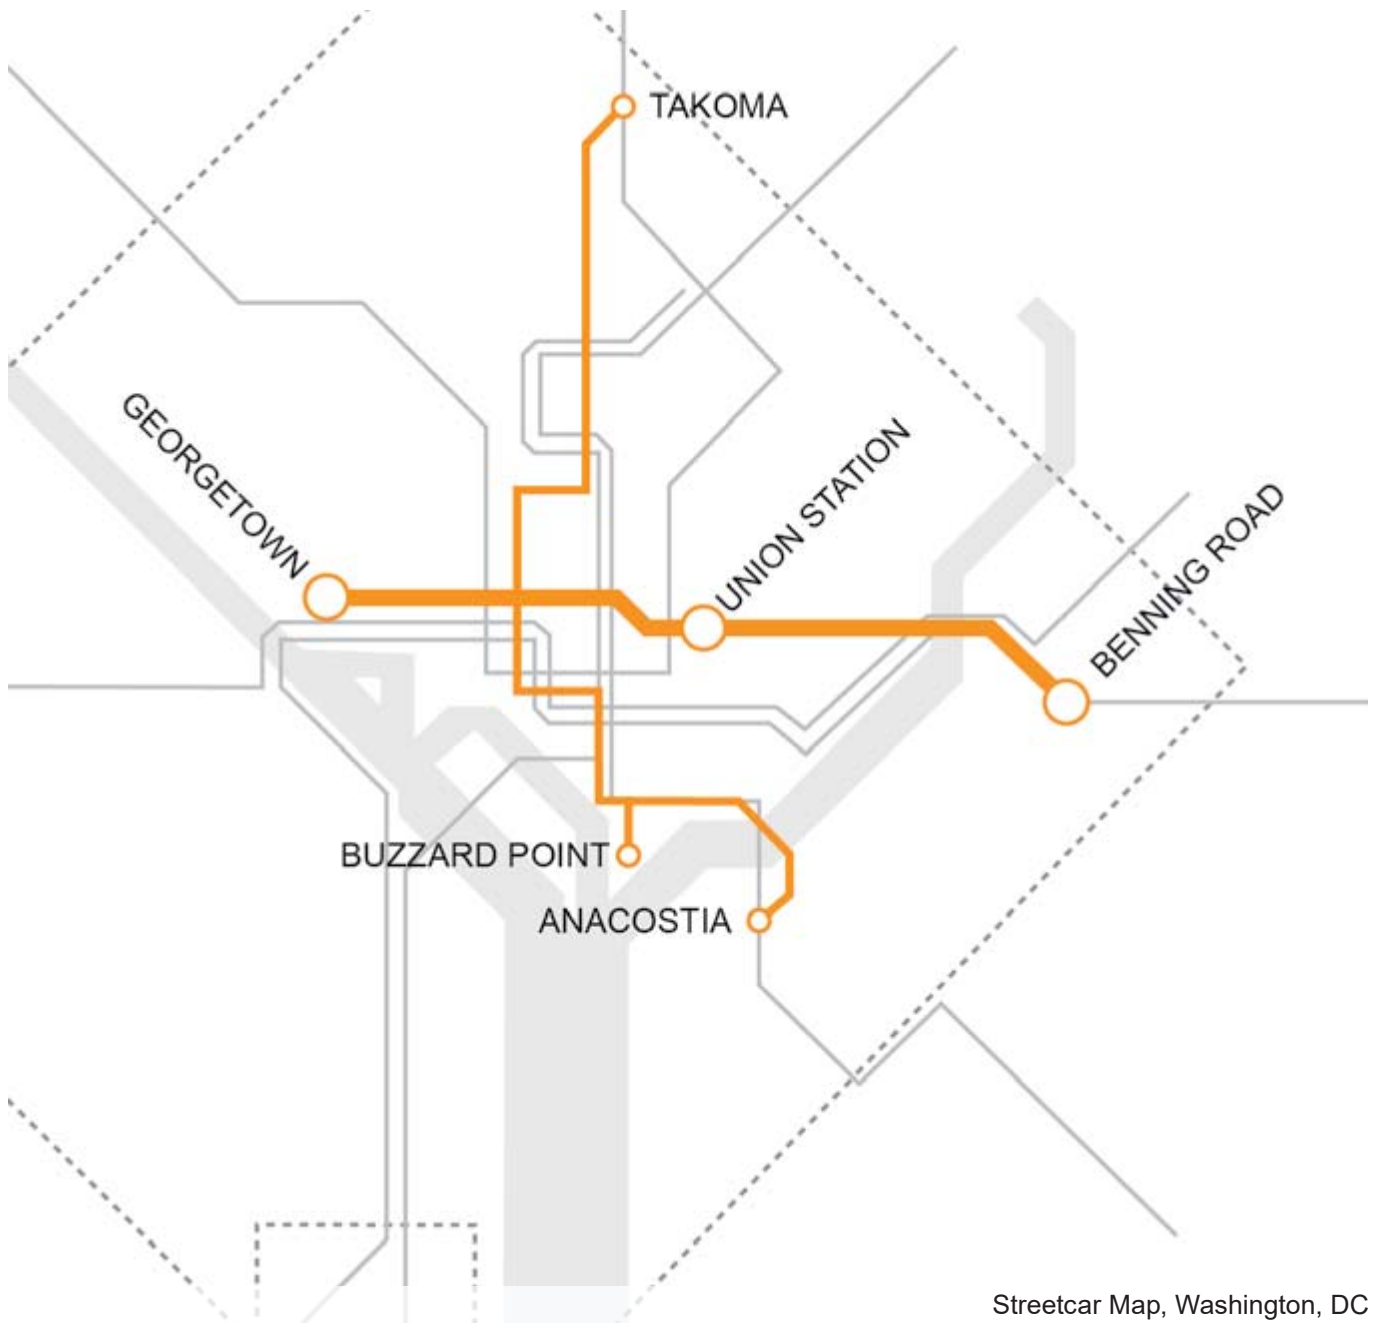 TAKOMA
GEORGETOWN
UNION STATION
BENNING ROAD
BUZZARD POINT
ANACOSTIA
Streetcar Map, Washington, DC